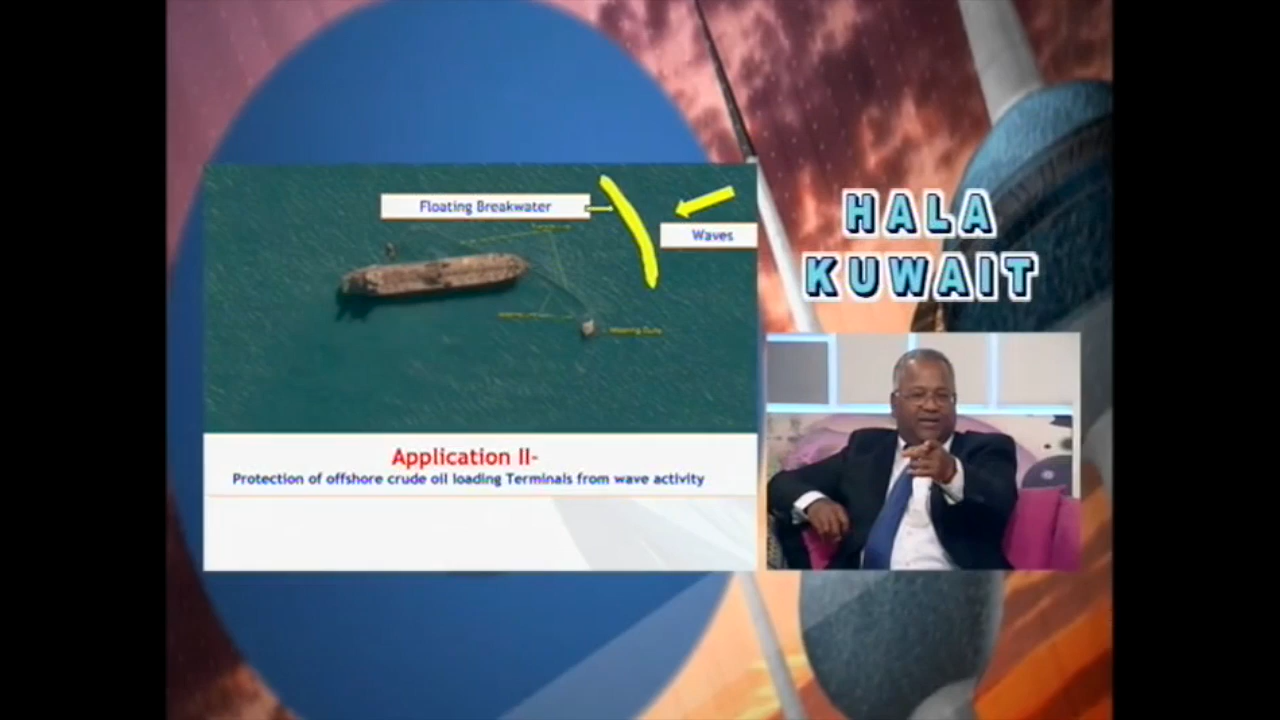 HALA
KUWAIT
Floating Breakwater
Waves
Application II-
Protection of offshore crude oil loading Terminals from wave activity